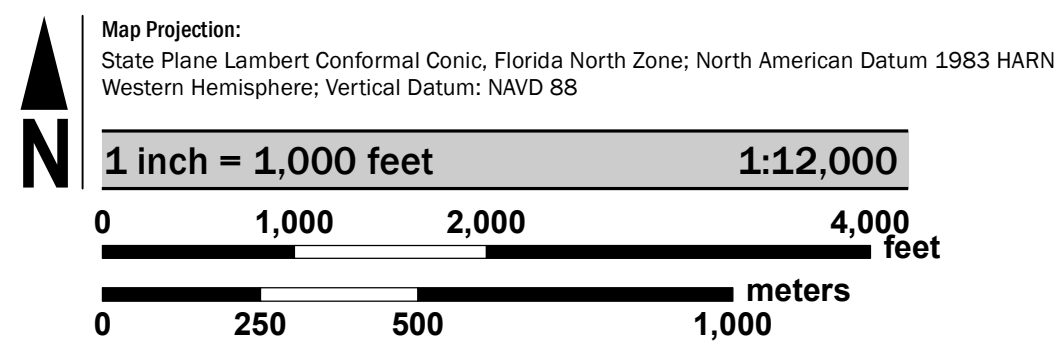 Map Projection:
State Plane Lambert Conformal Conic, Florida North Zone; North American Datum 1983 HARN
Western Hemisphere; Vertical Datum: NAVD 88
N
1 inch = 1,000 feet 1:12,000
0 1,000 2,000 4,000
feet
meters
0 250 500 1,000